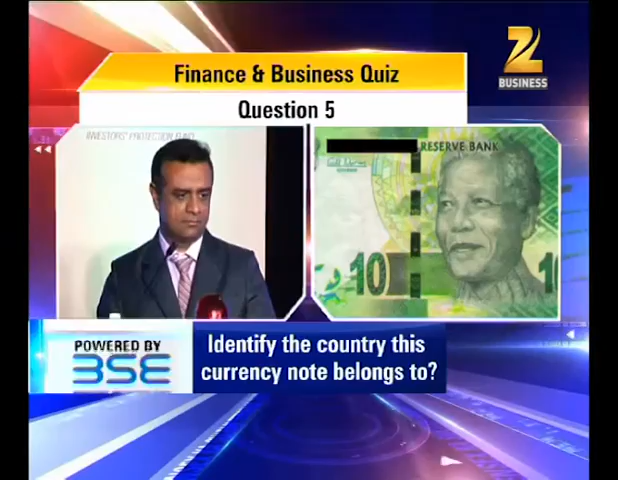 Finance & Business Quiz
Z
BUSINESS
Question 5
INVESTORS' PROTECTION FUND
RESERVE BANK
10
1
POWERED BY
BSE
Identify the country this
currency note belongs to?